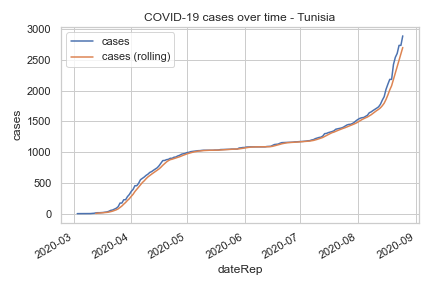 COVID-19 cases over time - Tunisia
cases
cases (rolling)
3000
2500
2000
1500
1000
500
0
cases
2020-03
2020-04
2020-05
2020-06
2020-07
2020-08
2020-09
dateRep